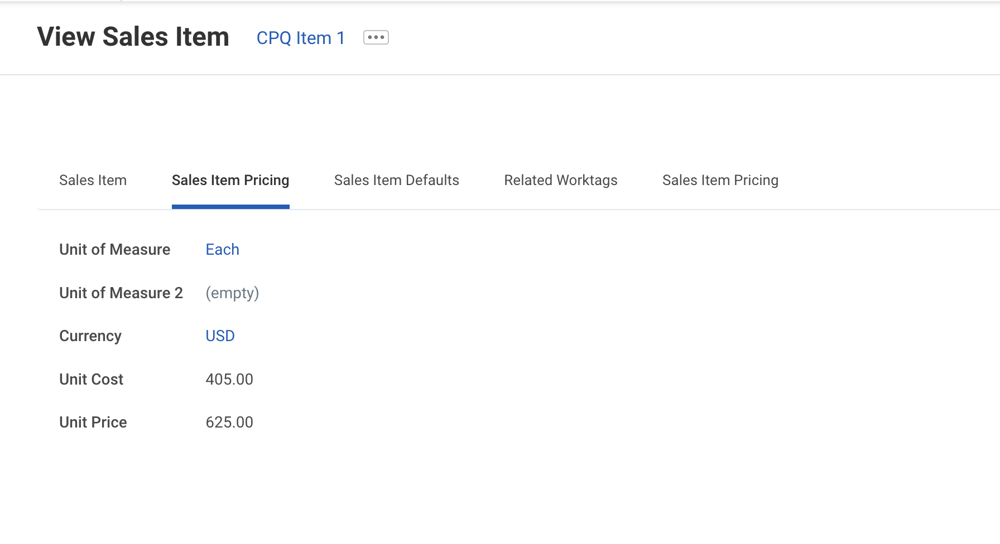 View Sales Item CPQ Item 1
Sales Item Sales Item Pricing Sales Item Defaults Related Worktags Sales Item Pricing
Unit of Measure Each
Unit of Measure 2 (empty)
Currency USD
Unit Cost 405.00
Unit Price 625.00